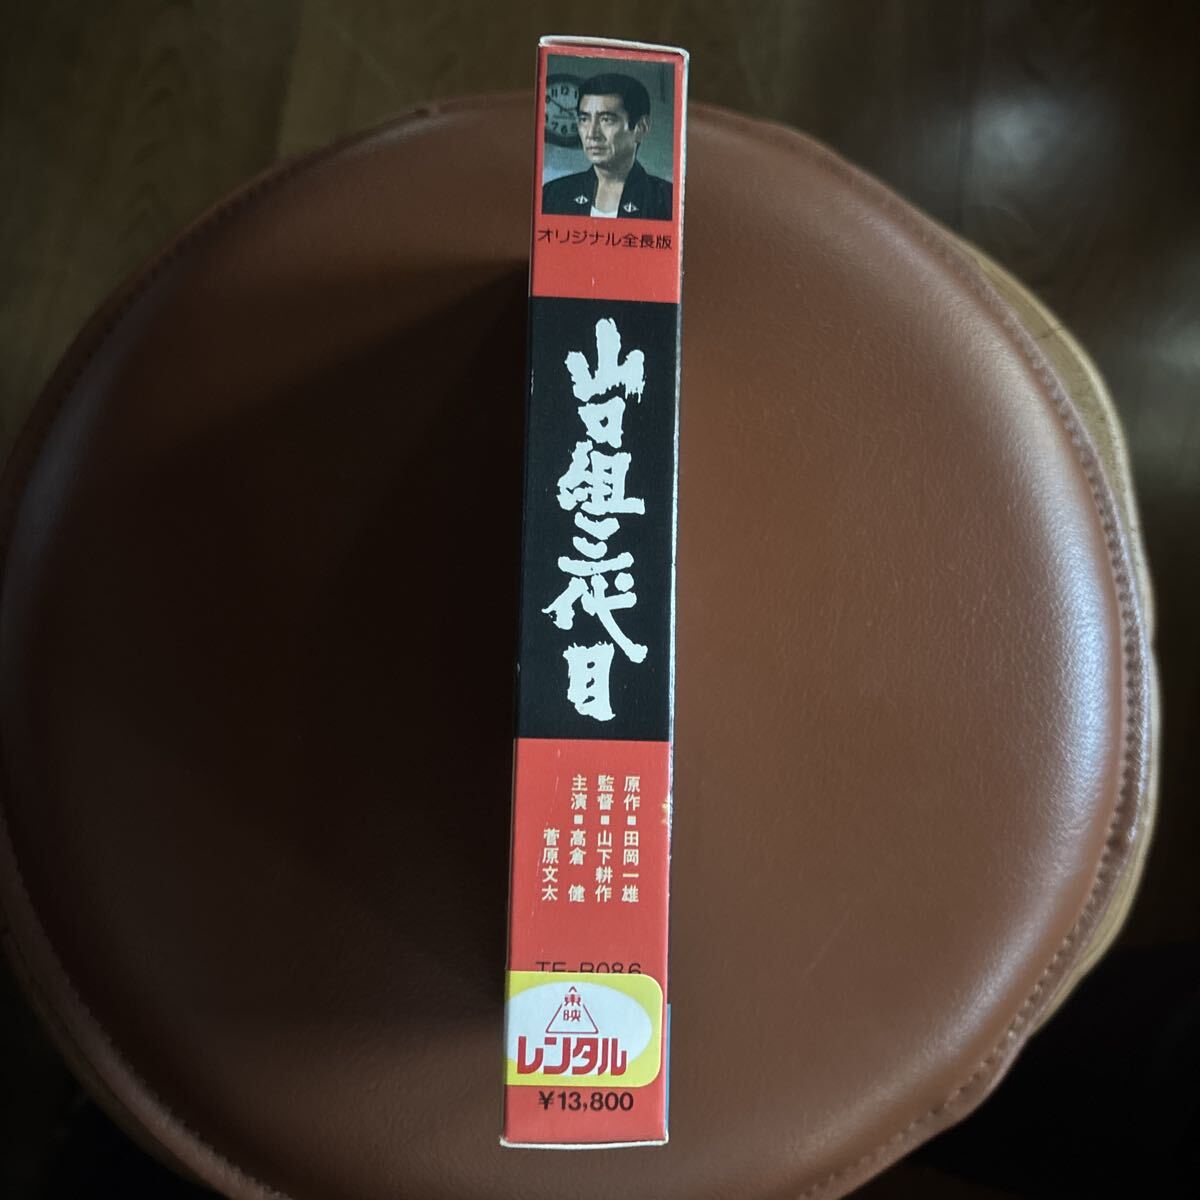 オリジナル全長版
山口組三代目
原作■田岡一雄
監督■山下耕作
主演■高倉健
菅原文太
TE-B086
東映
レンタル
¥13,800